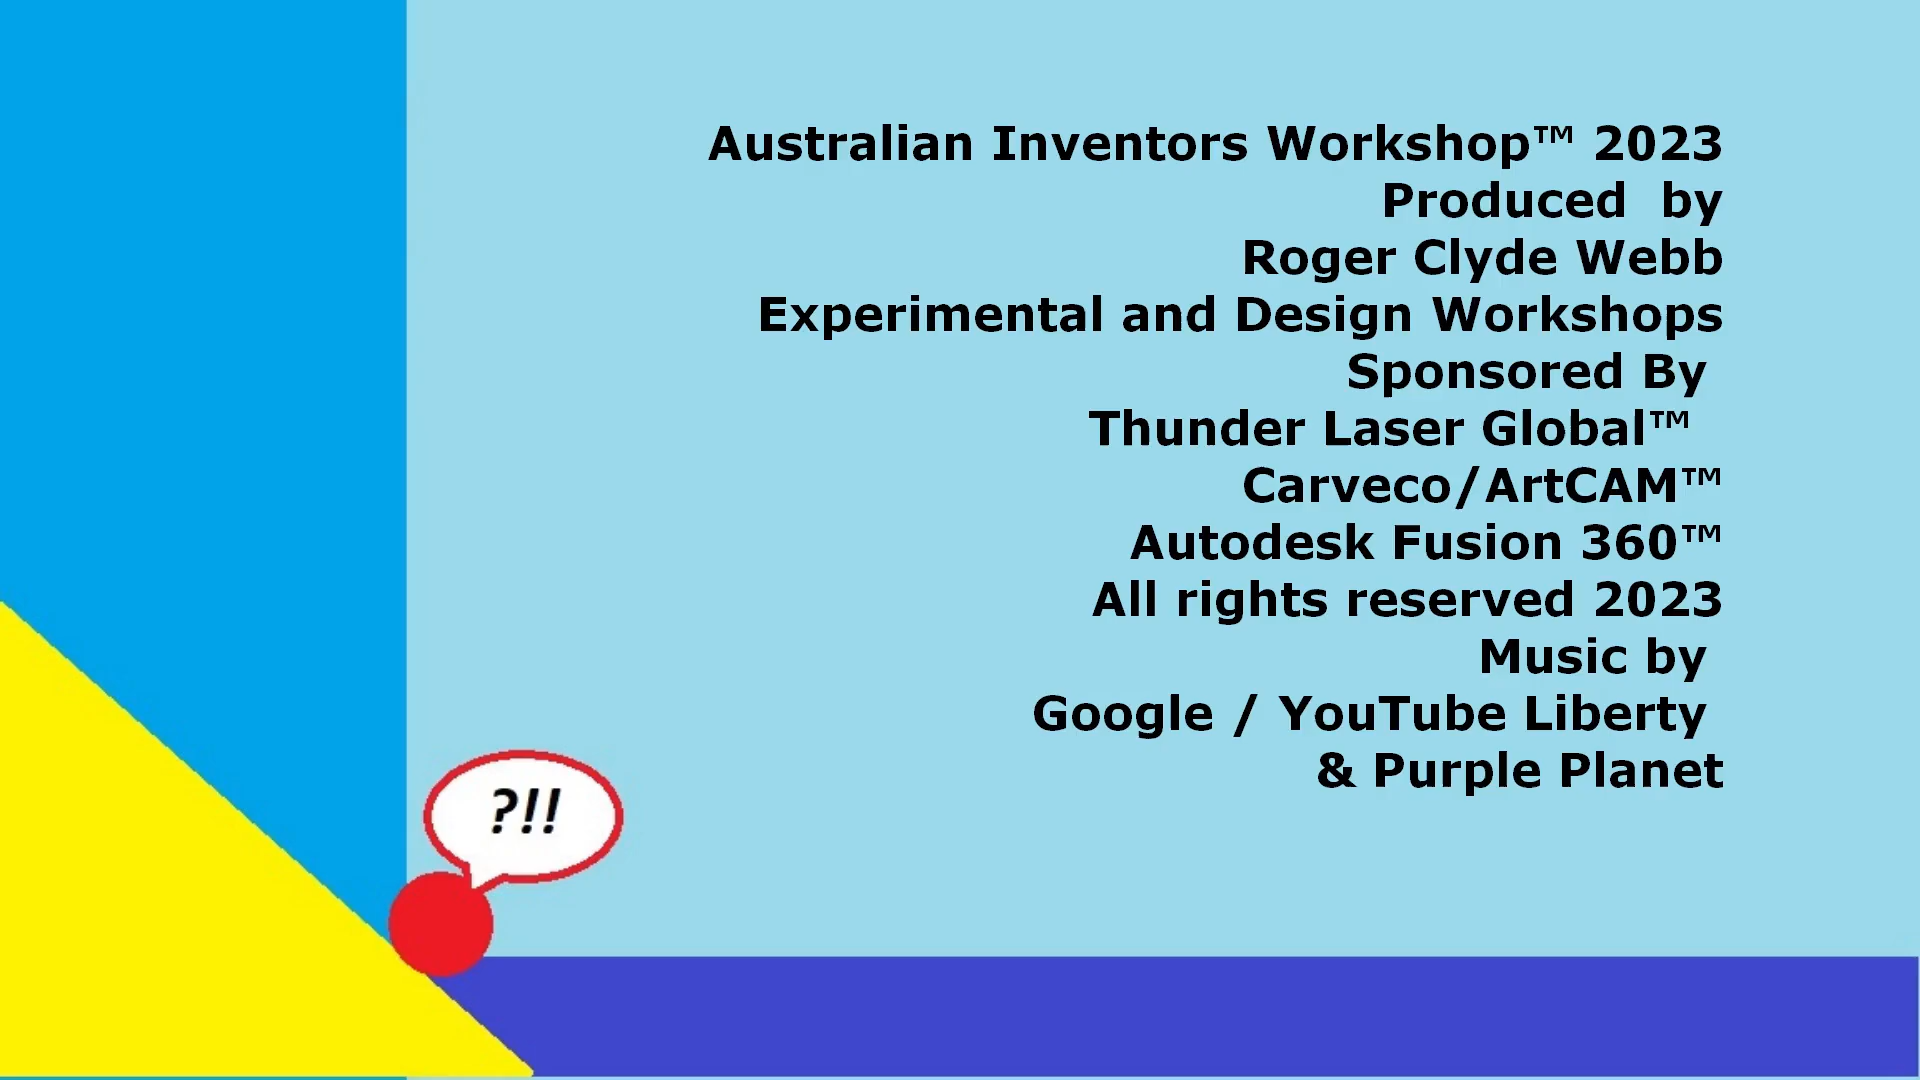 Australian Inventors Workshop™ 2023
Produced  by
Roger Clyde Webb
Experimental and Design Workshops
Sponsored By
Thunder Laser Global™
Carveco/ArtCAM™
Autodesk Fusion 360™
All rights reserved 2023
Music by
Google / YouTube Liberty
& Purple Planet
?!!